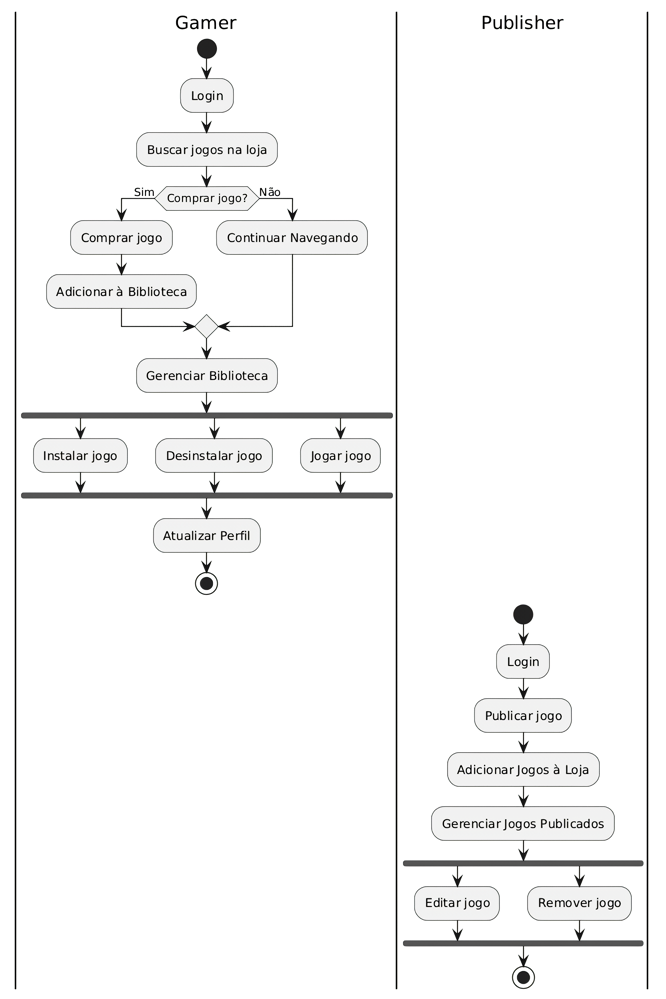 Gamer
Publisher
Login
Buscar jogos na loja
Sim
Comprar jogo?
Não
Comprar jogo
Continuar Navegando
Adicionar à Biblioteca
Gerenciar Biblioteca
Instalar jogo
Desinstalar jogo
Jogar jogo
Atualizar Perfil
Login
Publicar jogo
Adicionar Jogos à Loja
Gerenciar Jogos Publicados
Editar jogo
Remover jogo